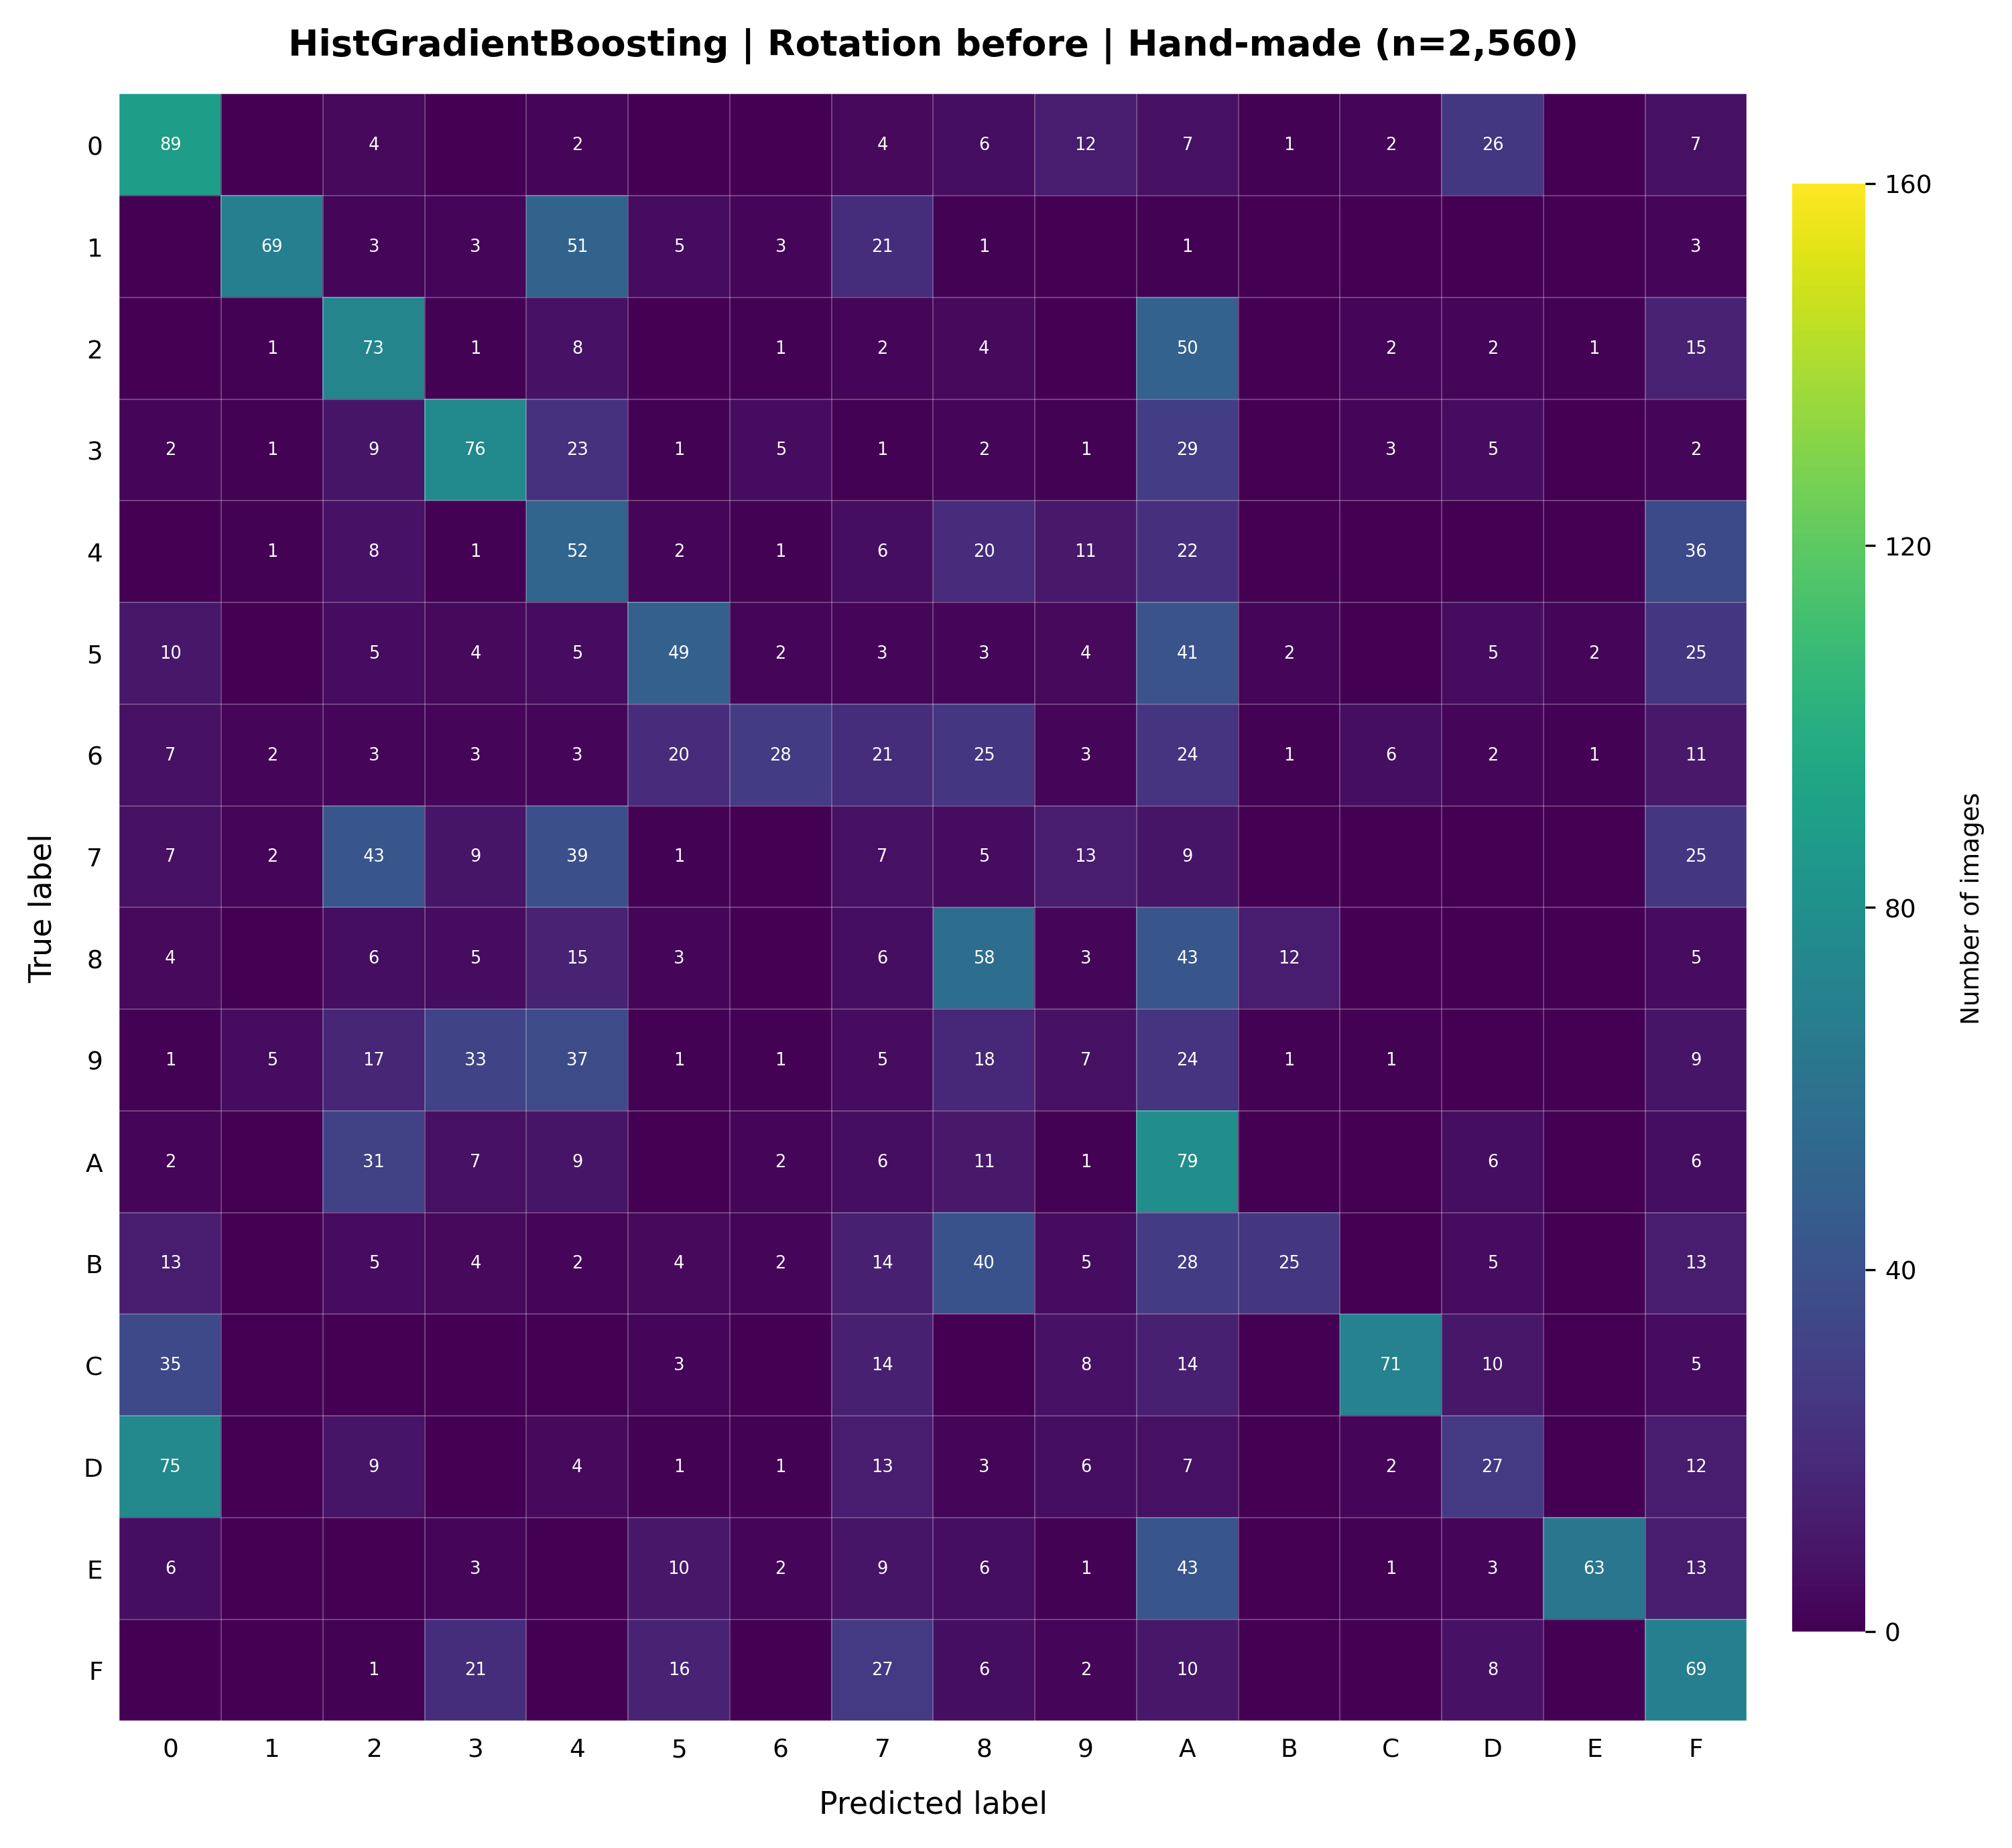 HistGradientBoosting | Rotation before | Hand-made (n=2,560)
0 89 4 2 4 6 12 7 1 2 26 7
1 69 3 3 51 5 3 21 1 1 3
2 1 73 1 8 1 2 4 50 2 2 1 15
3 2 1 9 76 23 1 5 1 2 1 29 3 5 2
4 1 8 1 52 2 1 6 20 11 22 36
5 10 5 4 5 49 2 3 3 4 41 2 5 2 25
6 7 2 3 3 3 20 28 21 25 3 24 1 6 2 1 11
7 7 2 43 9 39 1 7 5 13 9 25
8 4 6 5 15 3 6 58 3 43 12 5
9 1 5 17 33 37 1 1 5 18 7 24 1 1 9
A 2 31 7 9 2 6 11 1 79 6 6
B 13 5 4 2 4 2 14 40 5 28 25 5 13
C 35 3 14 8 14 71 10 5
D 75 9 4 1 1 13 3 6 7 2 27 12
E 6 3 10 2 9 6 1 43 1 3 63 13
F 1 21 16 27 6 2 10 8 69
0 1 2 3 4 5 6 7 8 9 A B C D E F
Predicted label
True label
160
120
80
40
0
Number of images